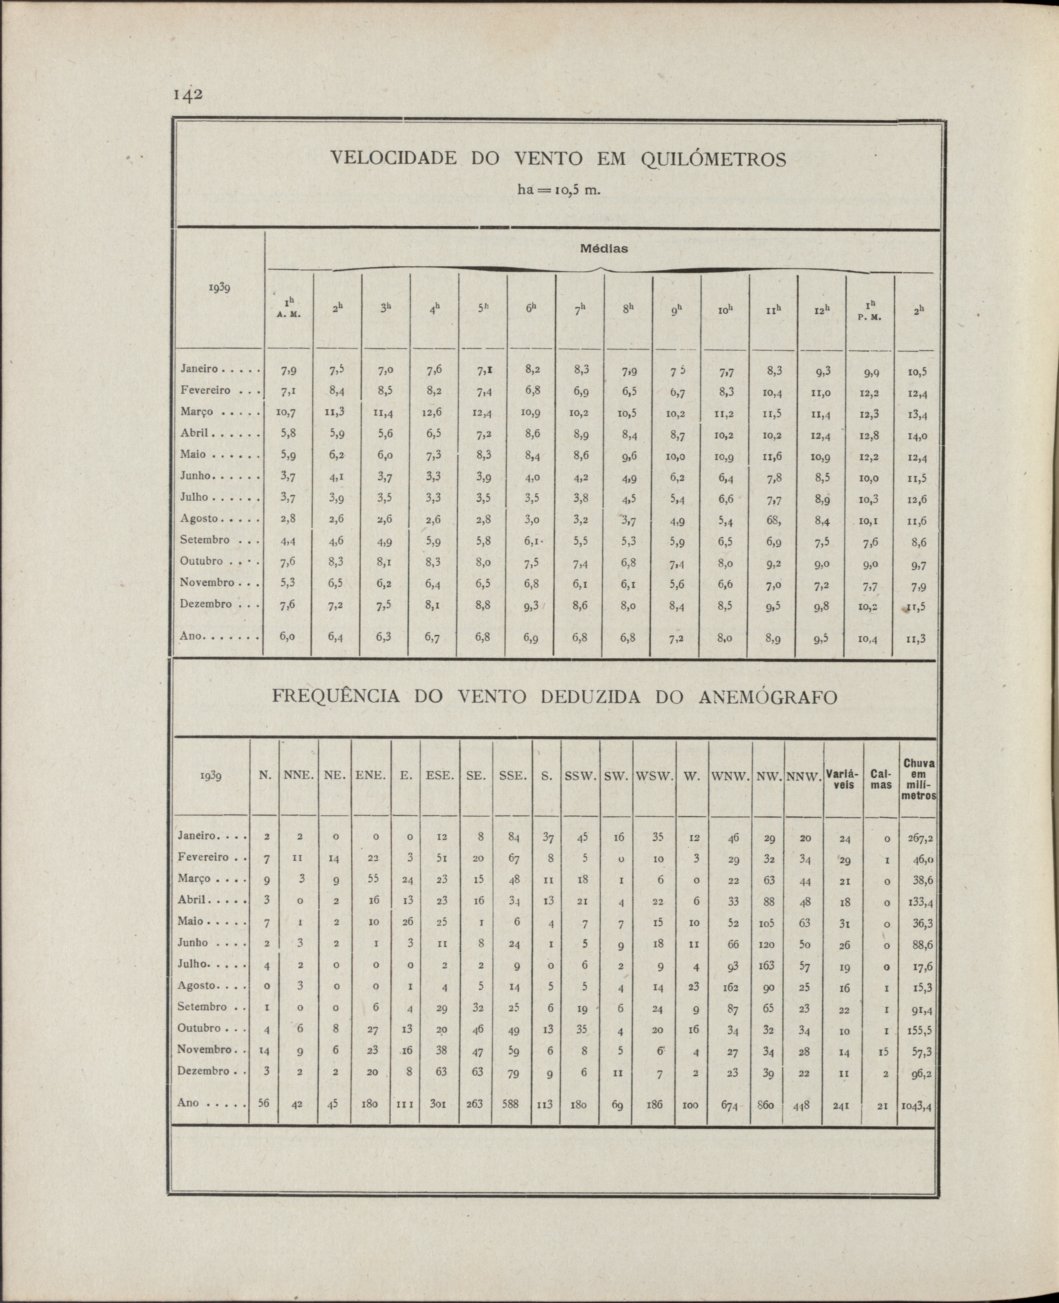 142
VELOCIDADE DO VENTO EM QUILÓMETROS
ha = 10,5 m.
1939
Médias
1h A. M. 2h 3h 4h 5h 6h 7h 8h 9h 10h 11h 12h 1h P. M. 2h
Janeiro . . . . . 7,9 7,5 7,0 7,6 7,1 8,2 8,3 7,9 7 5 7,7 8,3 9,3 9,9 10,5
Fevereiro . . . 7,1 8,4 8,5 8,2 7,4 6,8 6,9 6,5 6,7 8,3 10,4 11,0 12,2 12,4
Março . . . . . 10,7 11,3 11,4 12,6 12,4 10,9 10,2 10,5 10,2 11,2 11,5 11,4 12,3 13,4
Abril . . . . . . 5,8 5,9 5,6 6,5 7,2 8,6 8,9 8,4 8,7 10,2 10,2 12,4 12,8 14,0
Maio . . . . . . 5,9 6,2 6,0 7,3 8,3 8,4 8,6 9,6 10,0 10,9 11,6 10,9 12,2 12,4
Junho. . . . . . 3,7 4,1 3,7 3,3 3,9 4,0 4,2 4,9 6,2 6,4 7,8 8,5 10,0 11,5
Julho . . . . . . 3,7 3,9 3,5 3,3 3,5 3,5 3,8 4,5 5,4 6,6 7,7 8,9 10,3 12,6
Agosto . . . . . 2,8 2,6 2,6 2,6 2,8 3,0 3,2 3,7 4,9 5,4 68, 8,4 10,1 11,6
Setembro . . . 4,4 4,6 4,9 5,9 5,8 6,1 5,5 5,3 5,9 6,5 6,9 7,5 7,6 8,6
Outubro . . . 7,6 8,3 8,1 8,3 8,0 7,5 7,4 6,8 7,4 8,0 9,2 9,0 9,0 9,7
Novembro . . . 5,3 6,5 6,2 6,4 6,5 6,8 6,1 6,1 5,6 6,6 7,0 7,2 7,7 7,9
Dezembro . . . 7,6 7,2 7,5 8,1 8,8 9,3 8,6 8,0 8,4 8,5 9,5 9,8 10,2 11,5
Ano. . . . . . . 6,0 6,4 6,3 6,7 6,8 6,9 6,8 6,8 7,2 8,0 8,9 9,5 10,4 11,3
FREQUÊNCIA DO VENTO DEDUZIDA DO ANEMÓGRAFO
1939 N. NNE. NE. ENE. E. ESE. SE. SSE. S. SSW. SW. WSW. W. WNW. NW. NNW. Variá-veis Cal-mas Chuva em milí-metros
Janeiro. . . . 2 2 0 0 0 12 8 84 37 45 16 35 12 46 29 20 24 0 267,2
Fevereiro . . 7 11 14 22 3 51 20 67 8 5 0 10 3 29 32 34 29 1 46,0
Março . . . . 9 3 9 55 24 23 15 48 11 18 1 6 0 22 63 44 21 0 38,6
Abril . . . . . 3 0 2 16 13 23 16 34 13 21 4 22 6 33 88 48 18 0 133,4
Maio . . . . . 7 1 2 10 26 25 1 6 4 7 7 15 10 52 105 63 31 0 36,3
Junho . . . . 2 3 2 1 3 11 8 24 1 5 9 18 11 66 120 50 26 0 88,6
Julho. . . . . 4 2 0 0 0 2 2 9 0 6 2 9 4 93 163 57 19 0 17,6
Agosto. . . . 0 3 0 0 1 4 5 14 5 5 4 14 23 162 90 25 16 1 15,3
Setembro . . 1 0 0 6 4 29 32 25 6 19 6 24 9 87 65 23 22 1 91,4
Outubro . . . 4 6 8 27 13 20 46 49 13 35 4 20 16 34 32 34 10 1 155,5
Novembro . . 14 9 6 23 16 38 47 59 6 8 5 6 4 27 34 28 14 15 57,3
Dezembro . . 3 2 2 20 8 63 63 79 9 6 11 7 2 23 39 22 11 2 96,2
Ano . . . . . 56 42 45 180 111 301 263 588 113 180 69 186 100 674 860 448 241 21 1043,4